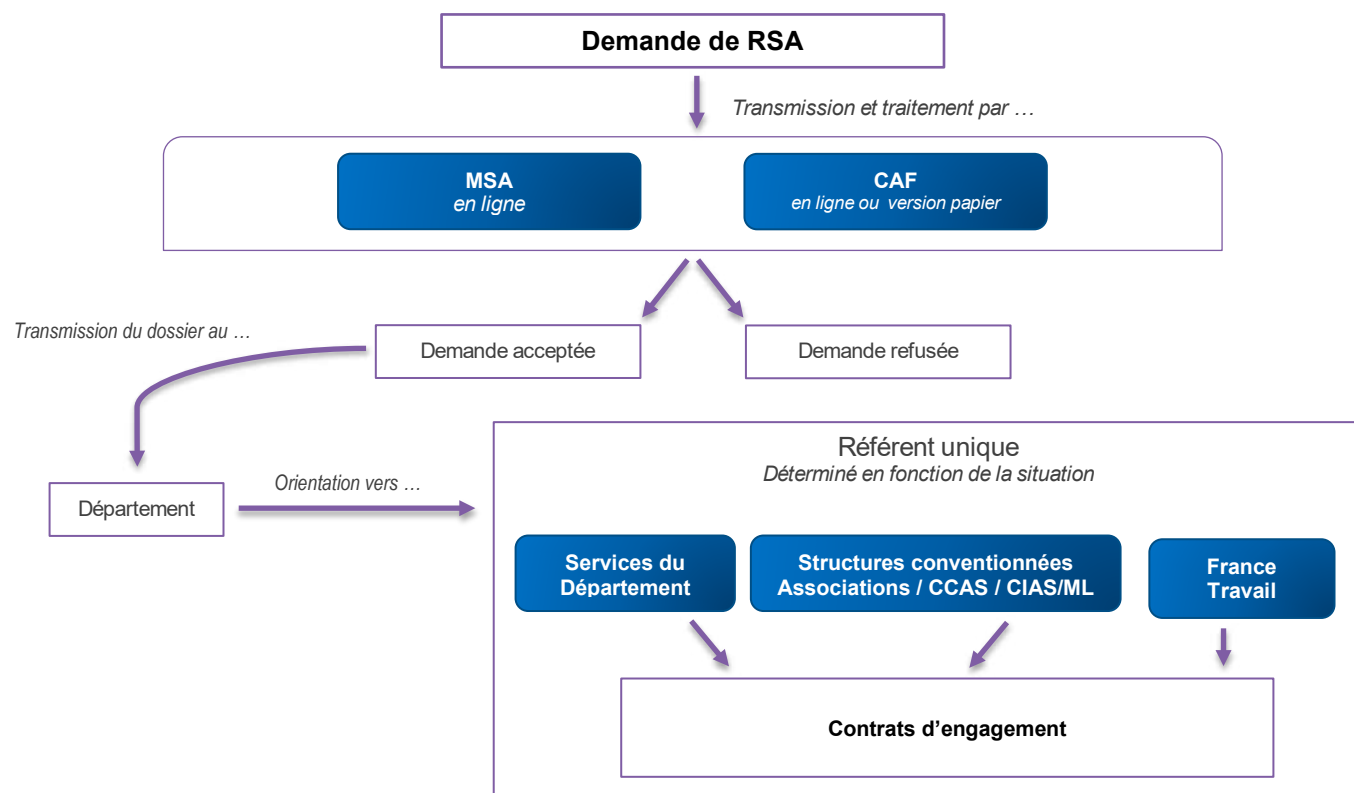 Demande de RSA
Transmission et traitement par …
MSA
en ligne
CAF
en ligne ou version papier
Transmission du dossier au …
Demande acceptée
Demande refusée
Département
Orientation vers …
Référent unique
Déterminé en fonction de la situation
Services du
Département
Structures conventionnées
Associations / CCAS / CIAS/ML
France
Travail
Contrats d’engagement